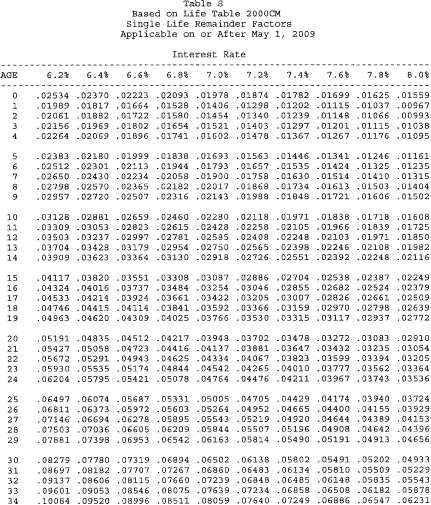 Table S
Based on Life Table 2000CM
Single Life Remainder Factors
Applicable on or After May 1, 2009
Interest Rate
AGE 6.2% 6.4% 6.6% 6.8% 7.0% 7.2% 7.4% 7.6% 7.8% 8.0%
0 .02534 .02370 .02223 .02093 .01978 .01874 .01782 .01699 .01625 .01559
1 .01989 .01817 .01664 .01528 .01406 .01298 .01202 .01115 .01037 .00967
2 .02061 .01882 .01722 .01580 .01454 .01340 .01239 .01148 .01066 .00993
3 .02156 .01969 .01802 .01654 .01521 .01403 .01297 .01201 .01115 .01038
4 .02264 .02069 .01896 .01741 .01602 .01478 .01367 .01267 .01176 .01095
5 .02383 .02180 .01999 .01838 .01693 .01563 .01446 .01341 .01246 .01161
6 .02512 .02301 .02113 .01944 .01793 .01657 .01535 .01424 .01325 .01235
7 .02650 .02430 .02234 .02058 .01900 .01758 .01630 .01514 .01410 .01315
8 .02798 .02570 .02365 .02182 .02017 .01868 .01734 .01613 .01503 .01404
9 .02957 .02720 .02507 .02316 .02143 .01988 .01848 .01721 .01606 .01502
10 .03128 .02881 .02659 .02460 .02280 .02118 .01971 .01838 .01718 .01608
11 .03309 .03053 .02823 .02615 .02428 .02258 .02105 .01966 .01839 .01725
12 .03503 .03237 .02997 .02781 .02585 .02408 .02248 .02103 .01971 .01850
13 .03704 .03428 .03179 .02954 .02750 .02565 .02398 .02246 .02108 .01982
14 .03909 .03623 .03364 .03130 .02918 .02726 .02551 .02392 .02248 .02116
15 .04117 .03820 .03551 .03308 .03087 .02886 .02704 .02538 .02387 .02249
16 .04324 .04016 .03737 .03484 .03254 .03046 .02855 .02682 .02524 .02379
17 .04533 .04214 .03924 .03661 .03422 .03205 .03007 .02826 .02661 .02509
18 .04746 .04415 .04114 .03841 .03592 .03366 .03159 .02970 .02798 .02639
19 .04963 .04620 .04309 .04025 .03766 .03530 .03315 .03117 .02937 .02772
20 .05191 .04835 .04512 .04217 .03948 .03702 .03478 .03272 .03083 .02910
21 .05427 .05058 .04723 .04416 .04137 .03881 .03647 .03432 .03235 .03054
22 .05672 .05291 .04943 .04625 .04334 .04067 .03823 .03599 .03394 .03205
23 .05930 .05535 .05174 .04844 .04542 .04265 .04010 .03777 .03562 .03364
24 .06204 .05795 .05421 .05078 .04764 .04476 .04211 .03967 .03743 .03536
25 .06497 .06074 .05687 .05331 .05005 .04705 .04429 .04174 .03940 .03724
26 .06811 .06373 .05972 .05603 .05264 .04952 .04665 .04400 .04155 .03929
27 .07146 .06694 .06278 .05895 .05543 .05219 .04920 .04644 .04389 .04153
28 .07503 .07036 .06605 .06209 .05844 .05507 .05196 .04908 .04642 .04396
29 .07881 .07398 .06953 .06542 .06163 .05814 .05490 .05191 .04913 .04656
30 .08279 .07780 .07319 .06894 .06502 .06138 .05802 .05491 .05202 .04933
31 .08697 .08182 .07707 .07267 .06860 .06483 .06134 .05810 .05509 .05229
32 .09137 .08606 .08115 .07660 .07239 .06848 .06485 .06148 .05835 .05543
33 .09601 .09053 .08546 .08075 .07639 .07234 .06858 .06508 .06182 .05878
34 .10084 .09520 .08996 .08511 .08059 .07640 .07249 .06886 .06547 .06231